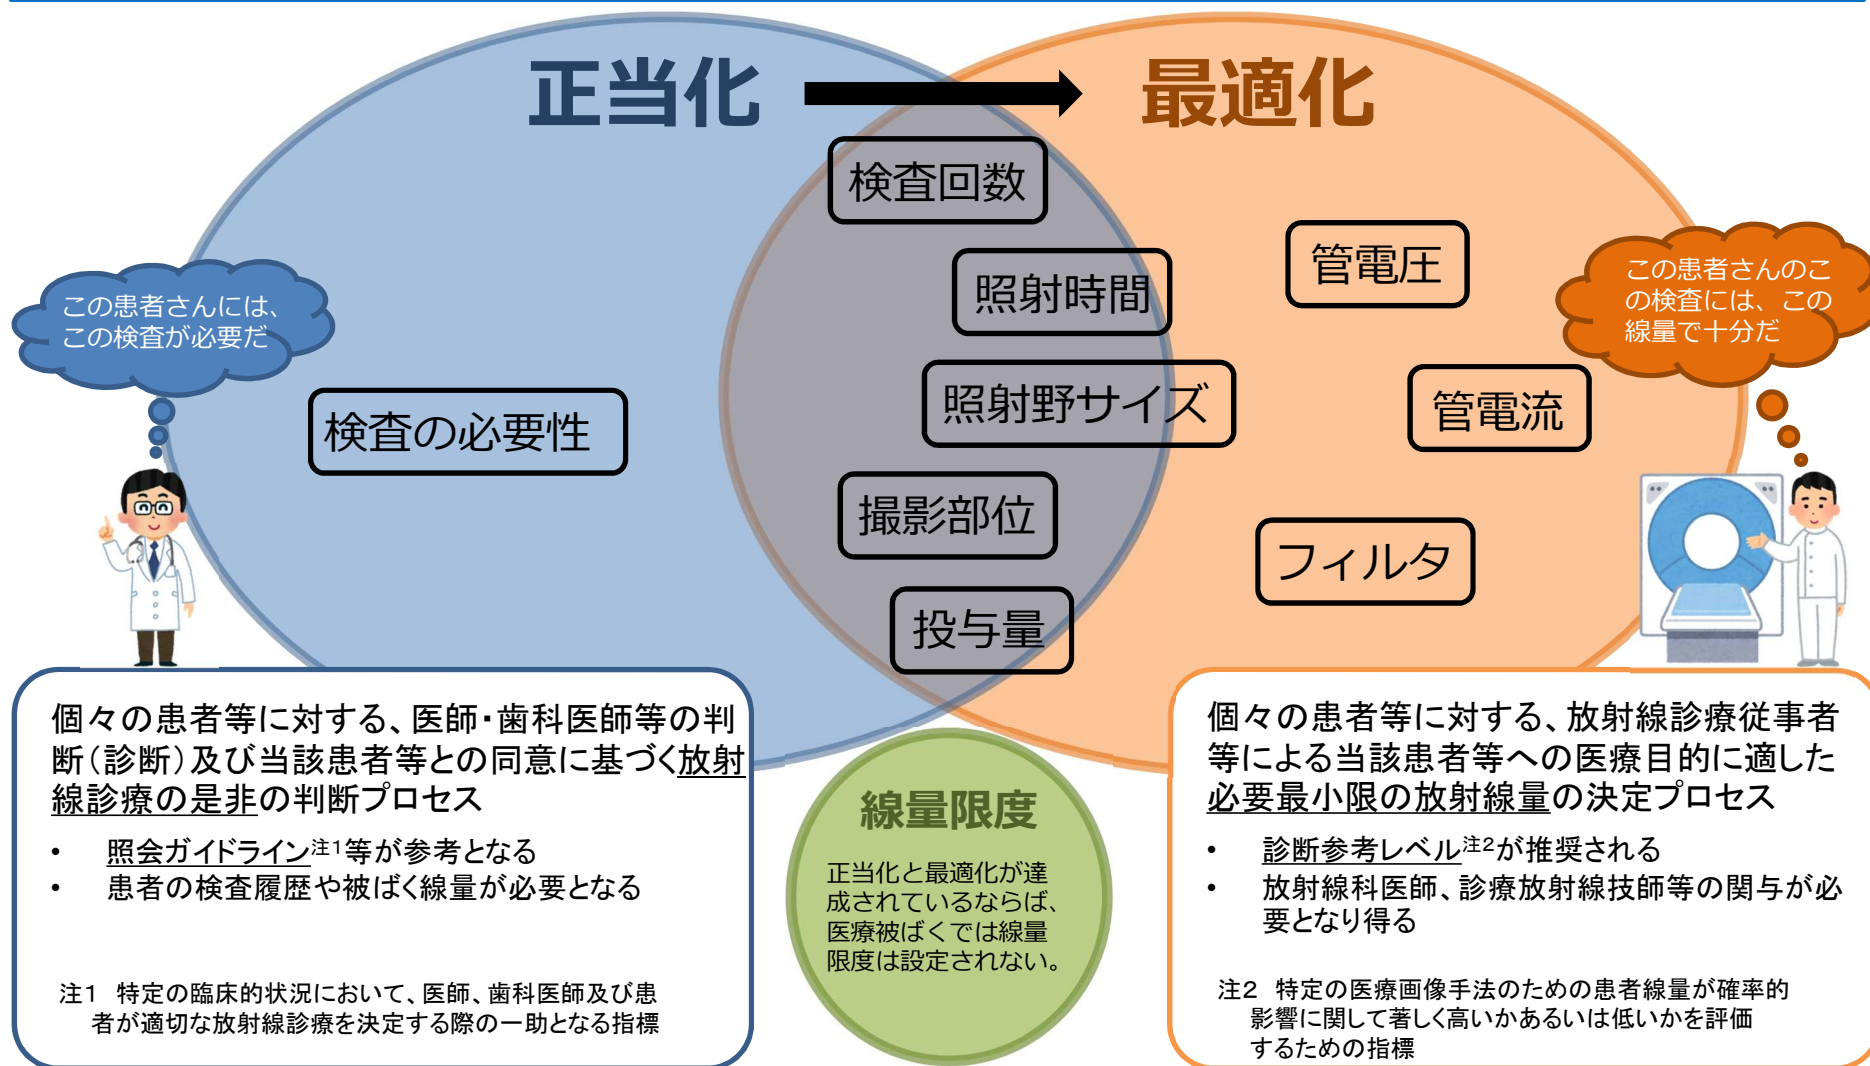 正当化
最適化
検査回数
照射時間
照射野サイズ
撮影部位
投与量
管電圧
管電流
フィルタ
検査の必要性
この患者さんには、
この検査が必要だ
この患者さんのこ
の検査には、この
線量で十分だ
個々の患者等に対する、医師・歯科医師等の判
断（診断）及び当該患者等との同意に基づく放射
線診療の是非の判断プロセス
• 照会ガイドライン注1等が参考となる
• 患者の検査履歴や被ばく線量が必要となる
注1 特定の臨床的状況において、医師、歯科医師及び患
者が適切な放射線診療を決定する際の一助となる指標
線量限度
正当化と最適化が達
成されているならば、
医療被ばくでは線量
限度は設定されない。
個々の患者等に対する、放射線診療従事者
等による当該患者等への医療目的に適した
必要最小限の放射線量の決定プロセス
• 診断参考レベル注2が推奨される
• 放射線科医師、診療放射線技師等の関与が必
要となり得る
注2 特定の医療画像手法のための患者線量が確率的
影響に関して著しく高いかあるいは低いかを評価
するための指標